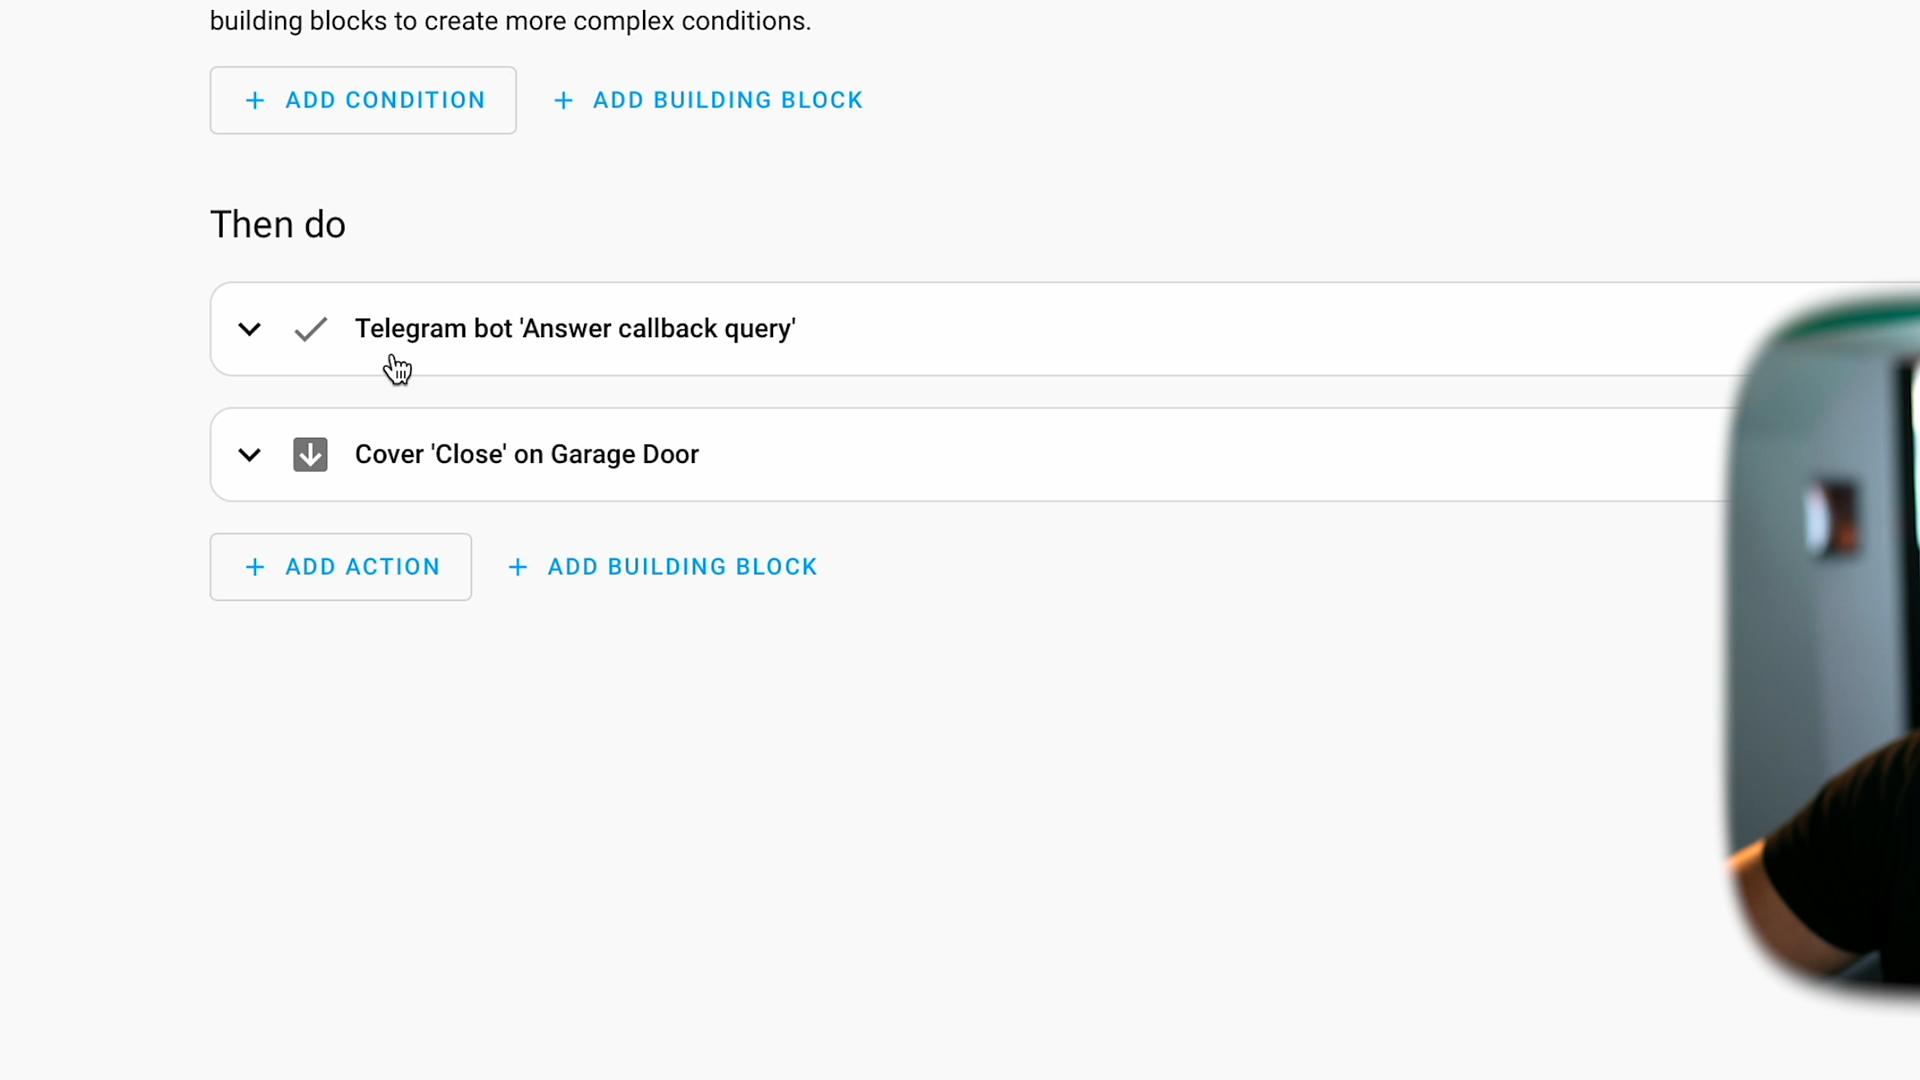 building blocks to create more complex conditions.
+ ADD CONDITION
+ ADD BUILDING BLOCK
Then do
Telegram bot 'Answer callback query'
Cover 'Close' on Garage Door
+ ADD ACTION
+ ADD BUILDING BLOCK